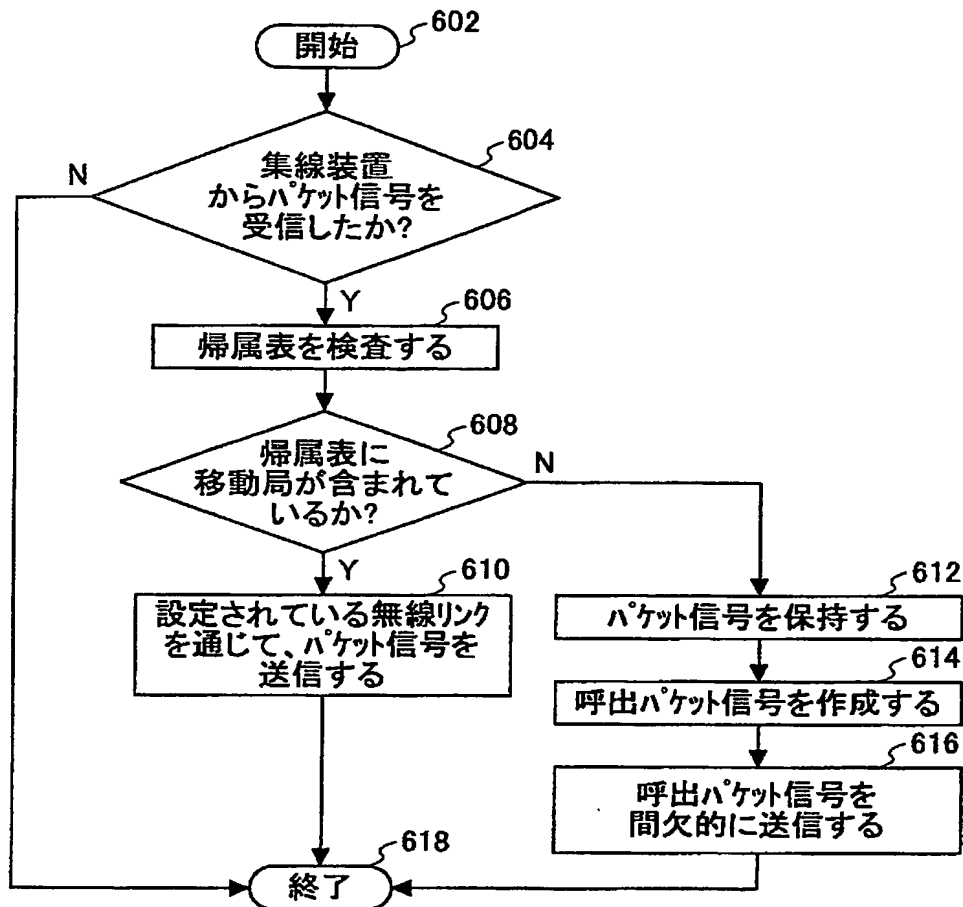 602
開始
604
N
集線装置
からパケット信号を
受信したか?
Y
606
帰属表を検査する
608
帰属表に
移動局が含まれて
いるか?
N
Y
610
設定されている無線リンク
を通じて、パケット信号を
送信する
612
パケット信号を保持する
614
呼出パケット信号を作成する
616
呼出パケット信号を
間欠的に送信する
618
終了